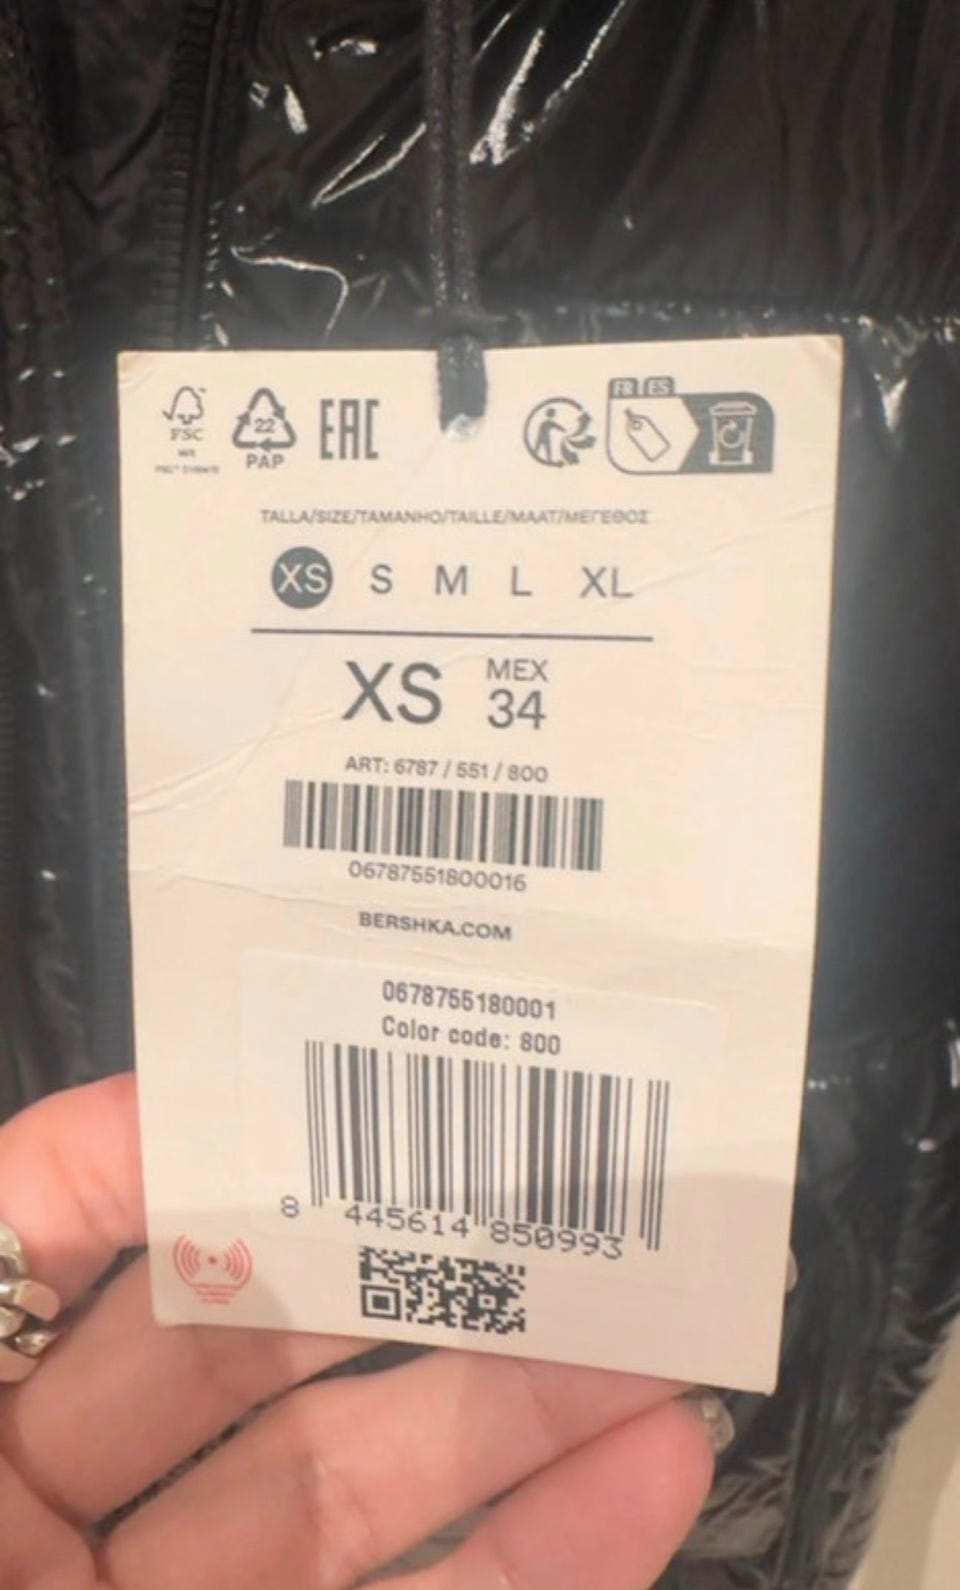 FR ES
22
EAC
FSC
PAP
TALLA/SIZE/TAMANHO/TAILLE/MAAT/ΜΕΓΕΘΟΣ
XS S M L XL
XS MEX 34
ART: 6787 / 551 / 800
06787551800016
BERSHKA.COM
0678755180001
Color code: 800
8 445614 850993